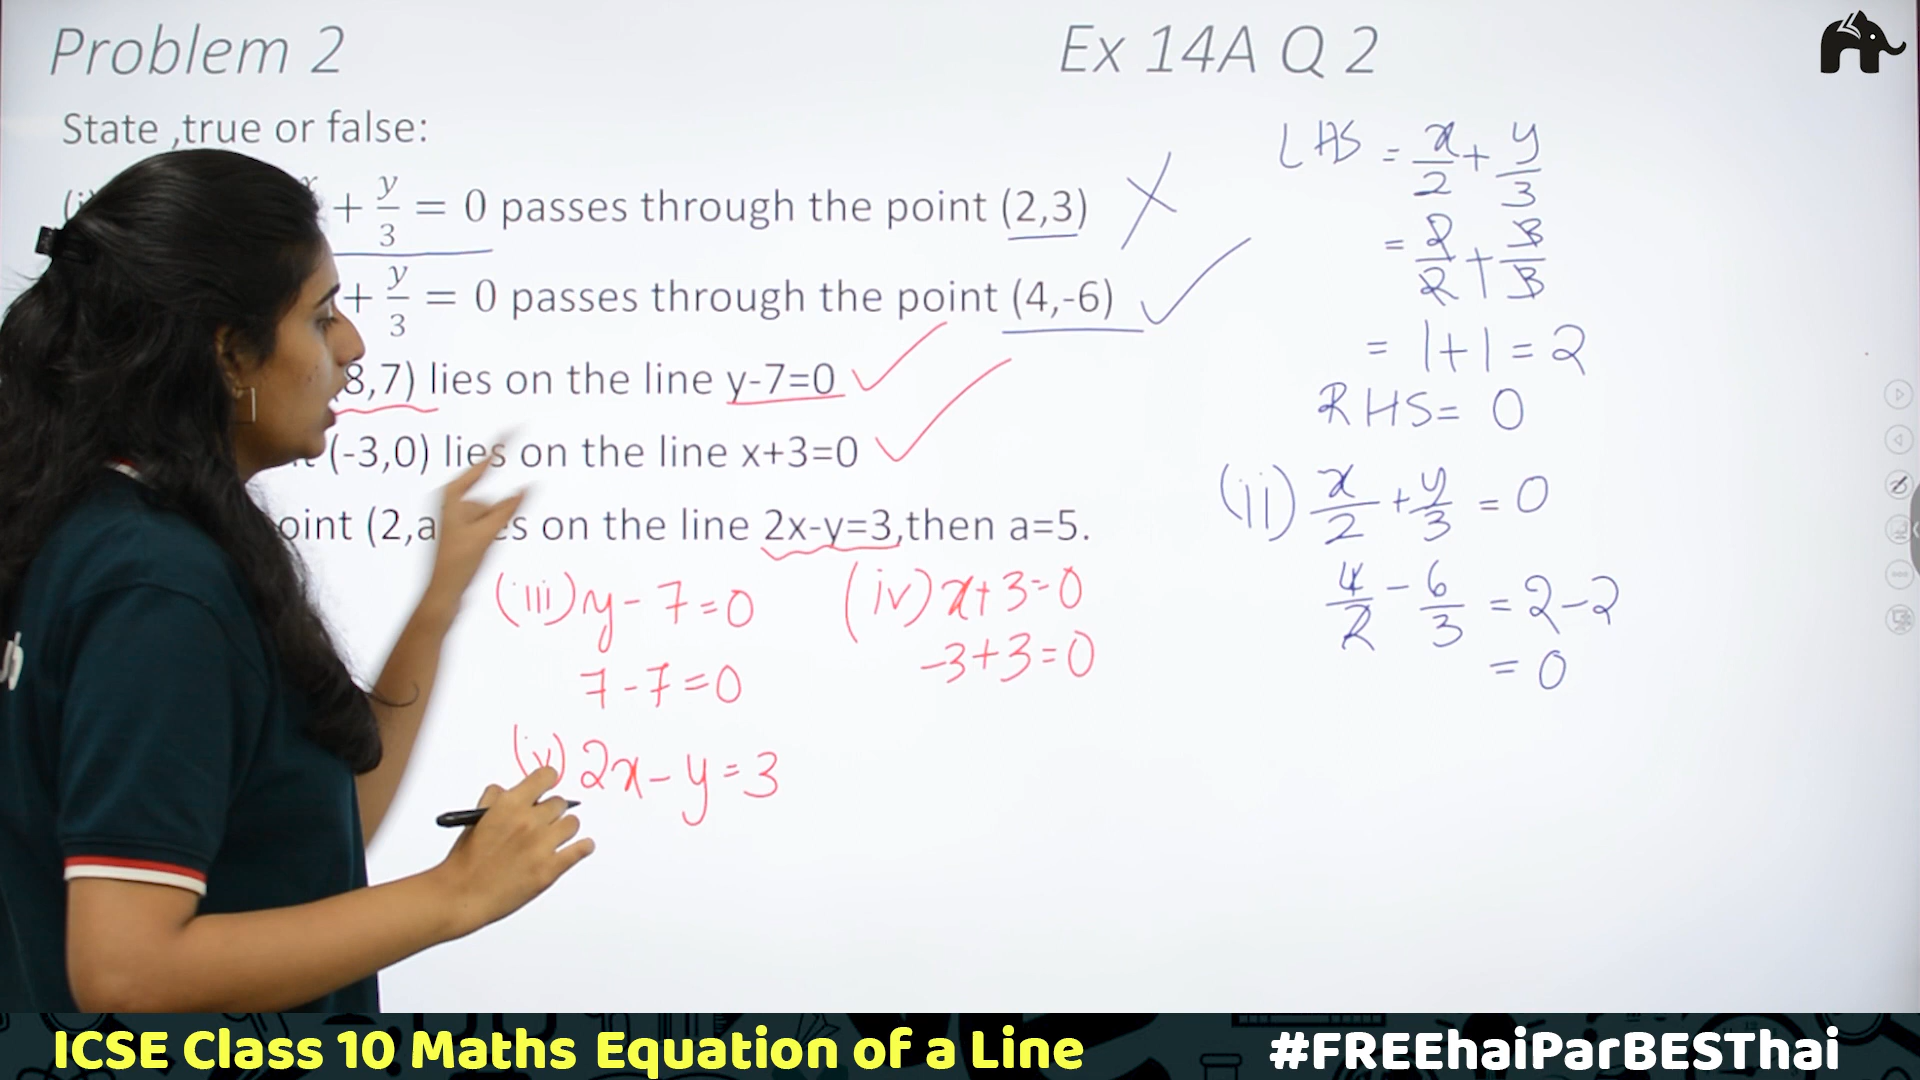 Problem 2
Ex 14A Q 2
State ,true or false:
+ y/3 = 0 passes through the point (2,3)
+ y/3 = 0 passes through the point (4,-6)
8,7) lies on the line y-7=0
(-3,0) lies on the line x+3=0
oint (2,a on the line 2x-y=3,then a=5.
(iii) y - 7 = 0
7 - 7 = 0
(iv) x + 3 = 0
-3 + 3 = 0
(v) 2x - y = 3
LHS = x/2 + y/3
= 2/2 + 3/3
= 1 + 1 = 2
RHS = 0
(ii) x/2 + y/3 = 0
4/2 - 6/3 = 2 - 2
= 0
ICSE Class 10 Maths Equation of a Line
#FREEhaiParBESThai